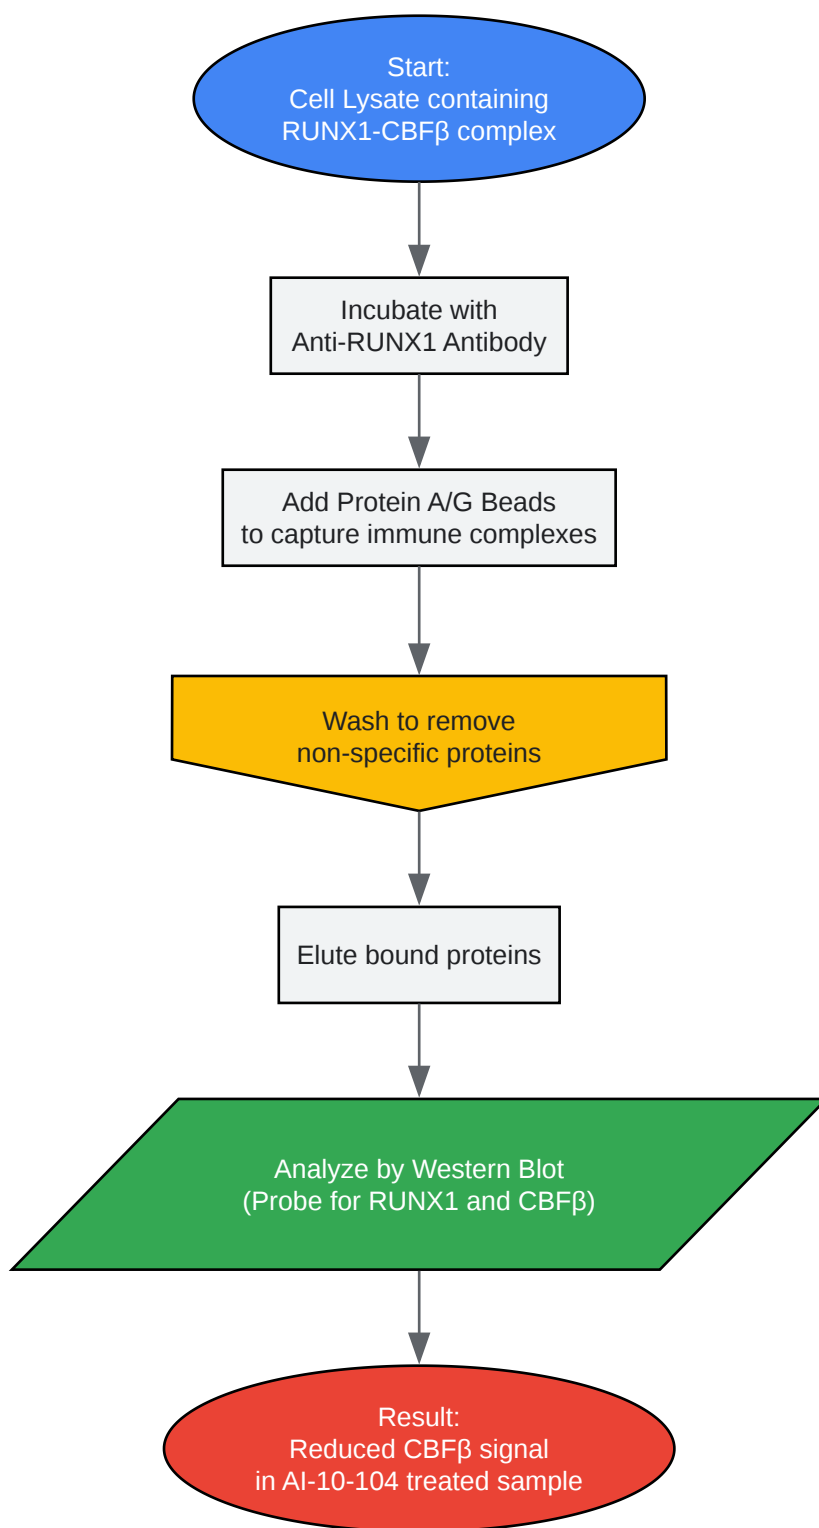 Start:
Cell Lysate containing
RUNX1-CBFβ complex
Incubate with
Anti-RUNX1 Antibody
Add Protein A/G Beads
to capture immune complexes
Wash to remove
non-specific proteins
Elute bound proteins
Analyze by Western Blot
(Probe for RUNX1 and CBFβ)
Result:
Reduced CBFβ signal
in AI-10-104 treated sample